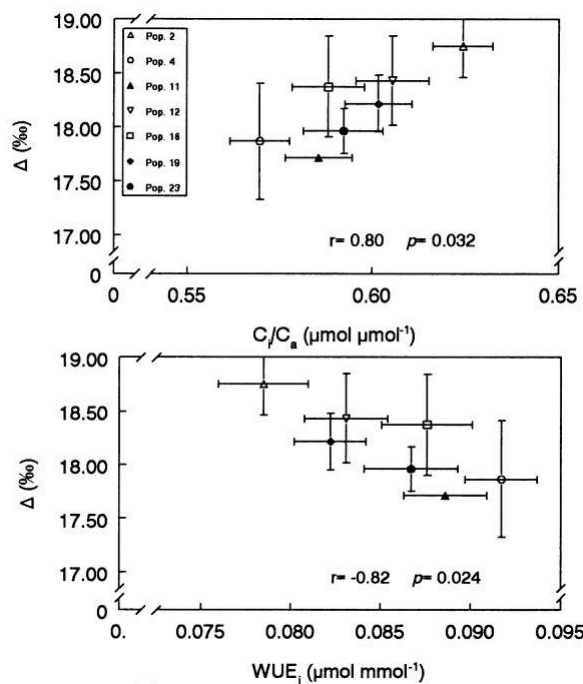 19.00
18.50
18.00
17.50
17.00
0
Δ (‰)
Pop. 2
Pop. 4
Pop. 11
Pop. 12
Pop. 16
Pop. 19
Pop. 23
r= 0.80 p= 0.032
0 0.55 0.60 0.65
Ci/Ca (μmol μmol-1)
19.00
18.50
18.00
17.50
17.00
0
Δ (‰)
r= -0.82 p= 0.024
0. 0.075 0.080 0.085 0.090 0.095
WUEi (μmol mmol-1)